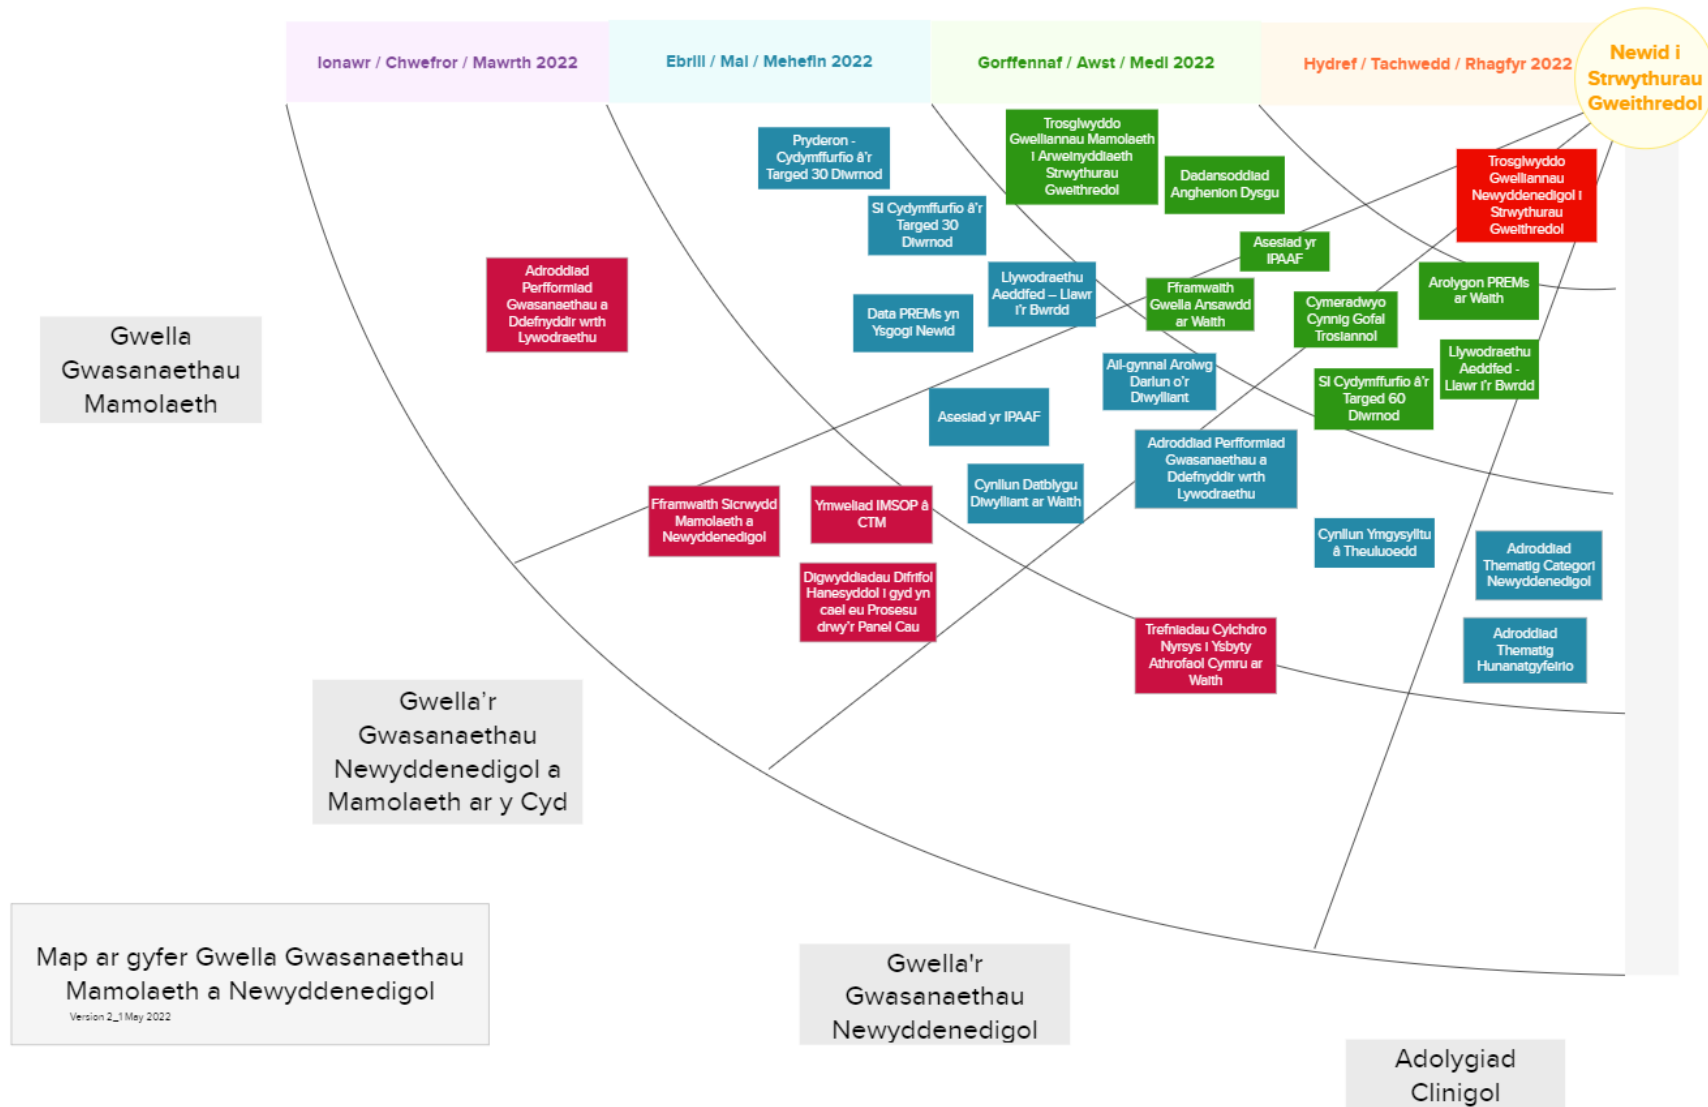 Ionawr / Chwefror / Mawrth 2022
Ebrill / Mai / Mehefin 2022
Gorffennaf / Awst / Medi 2022
Hydref / Tachwedd / Rhagfyr 2022
Newid i
Strwythurau
Gweithredol
Pryderon -
Cydymffurfio â'r
Targed 30 Diwrnod
SI Cydymffurfio â'r
Targed 30
Diwrnod
Trosglwyddo
Gwelliannau Mamolaeth
i Arweinyddiaeth
Strwythurau
Gweithredol
Dadansoddiad
Anghenion Dysgu
Trosglwyddo
Gwelliannau
Newyddenedigol i
Strwythurau
Gweithredol
Adroddiad
Perfformiad
Gwasanaethau a
Ddefnyddir wrth
Lywodraethu
Data PREMs yn
Ysgogi Newid
Llywodraethu
Aeddfed – Llawr
i'r Bwrdd
Asesiad yr
IPAAF
Fframwaith
Gwella Ansawdd
ar Waith
Cymeradwyo
Cynnig Gofal
Trosiannol
Arolygon PREMs
ar Waith
Gwella
Gwasanaethau
Mamolaeth
Asesiad yr IPAAF
Ail-gynnal Arolwg
Darlun o'r
Diwylliant
SI Cydymffurfio â'r
Targed 60
Diwrnod
Llywodraethu
Aeddfed -
Llawr i'r Bwrdd
Fframwaith Sicrwydd
Mamolaeth a
Newyddenedigol
Ymweliad IMSOP â
CTM
Cynllun Datblygu
Diwylliant ar Waith
Adroddiad Perfformiad
Gwasanaethau a
Ddefnyddir wrth
Lywodraethu
Cynllun Ymgysylltu
â Theuluoedd
Adroddiad
Thematig Categori
Newyddenedigol
Digwyddiadau Difrifol
Hanesyddol i gyd yn
cael eu Prosesu
drwy'r Panel Cau
Trefniadau Cylchdro
Nyrsys i Ysbyty
Athrofaol Cymru ar
Waith
Adroddiad
Thematig
Hunanatgyfeirio
Gwella'r
Gwasanaethau
Newyddenedigol a
Mamolaeth ar y Cyd
Map ar gyfer Gwella Gwasanaethau
Mamolaeth a Newyddenedigol
Version 2_1 May 2022
Gwella'r
Gwasanaethau
Newyddenedigol
Adolygiad
Clinigol